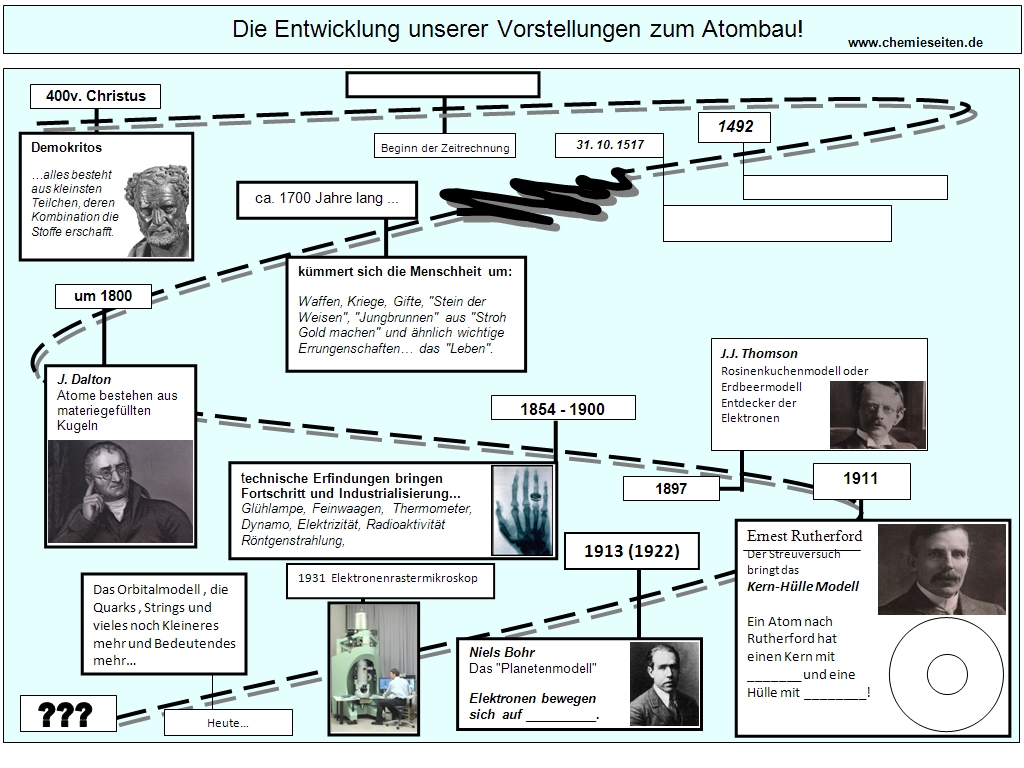 Die Entwicklung unserer Vorstellungen zum Atombau!
www.chemieseiten.de
400v. Christus
Demokritos
…alles besteht
aus kleinsten
Teilchen, deren
Kombination die
Stoffe erschafft.
Beginn der Zeitrechnung
31. 10. 1517
1492
ca. 1700 Jahre lang ...
kümmert sich die Menschheit um:
Waffen, Kriege, Gifte, "Stein der
Weisen", "Jungbrunnen" aus "Stroh
Gold machen" und ähnlich wichtige
Errungenschaften… das "Leben".
um 1800
J. Dalton
Atome bestehen aus
materiegefüllten
Kugeln
1854 - 1900
technische Erfindungen bringen
Fortschritt und Industrialisierung...
Glühlampe, Feinwaagen, Thermometer,
Dynamo, Elektrizität, Radioaktivität
Röntgenstrahlung,
J.J. Thomson
Rosinenkuchenmodell oder
Erdbeermodell
Entdecker der
Elektronen
1897
1911
Ernest Rutherford
Der Streuversuch
bringt das
Kern-Hülle Modell
Ein Atom nach
Rutherford hat
einen Kern mit
_______ und eine
Hülle mit ________!
1913 (1922)
Niels Bohr
Das "Planetenmodell"
Elektronen bewegen
sich auf _________.
1931 Elektronenrastermikroskop
Das Orbitalmodell , die
Quarks , Strings und
vieles noch Kleineres
mehr und Bedeutendes
mehr...
Heute...
???